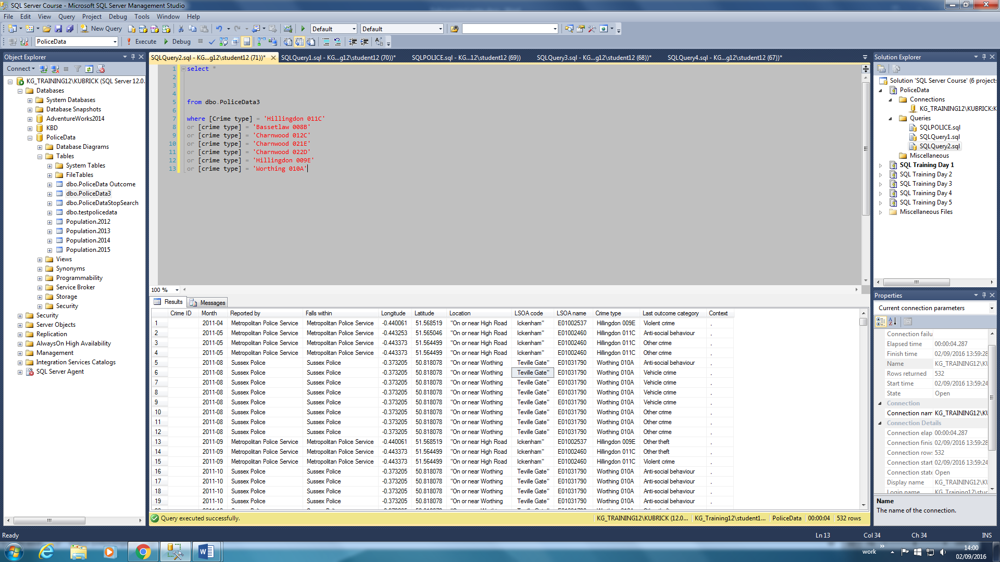 SQL Server Course - Microsoft SQL Server Management Studio
File Edit View Query Project Debug Tools Window Help
New Query Default Default
PoliceData Execute Debug
Object Explorer
Connect
KG_TRAINING12\KUBRICK (SQL Server 12.0.
Databases
System Databases
Database Snapshots
AdventureWorks2014
KBD
PoliceData
Database Diagrams
Tables
System Tables
FileTables
dbo.PoliceData Outcome
dbo.PoliceData3
dbo.PoliceDataStopSearch
dbo.testpolicedata
Population.2012
Population.2013
Population.2014
Population.2015
Views
Synonyms
Programmability
Service Broker
Storage
Security
Security
Server Objects
Replication
AlwaysOn High Availability
Management
Integration Services Catalogs
SQL Server Agent
SQLQuery2.sql - KG...g12\student12 (71))* SQLQuery1.sql - KG...g12\student12 (70))* SQLPOLICE.sql - KG...12\student12 (69)) SQLQuery3.sql - KG...g12\student12 (68))* SQLQuery4.sql - KG...g12\student12 (67))*
1 select *
2
3
4
5 from dbo.PoliceData3
6
7 where [Crime type] = 'Hillingdon 011C'
8 or [crime type] = 'Bassetlaw 008B'
9 or [crime type] = 'Charnwood 012C'
10 or [crime type] = 'Charnwood 021E'
11 or [crime type] = 'Charnwood 022D'
12 or [crime type] = 'Hillingdon 009E'
13 or [crime type] = 'Worthing 010A'
100 %
Results Messages
Crime ID Month Reported by Falls within Longitude Latitude Location LSOA code LSOA name Crime type Last outcome category Context
1 2011-04 Metropolitan Police Service Metropolitan Police Service -0.440061 51.568519 "On or near High Road Ickenham" E01002537 Hillingdon 009E Violent crime ,
2 2011-05 Metropolitan Police Service Metropolitan Police Service -0.443253 51.565046 "On or near High Road Ickenham" E01002460 Hillingdon 011C Anti-social behaviour ,
3 2011-05 Metropolitan Police Service Metropolitan Police Service -0.443373 51.564499 "On or near High Road Ickenham" E01002460 Hillingdon 011C Other crime ,
4 2011-05 Metropolitan Police Service Metropolitan Police Service -0.443373 51.564499 "On or near High Road Ickenham" E01002460 Hillingdon 011C Other crime ,
5 2011-08 Sussex Police Sussex Police -0.373205 50.818078 "On or near Worthing Teville Gate" E01031790 Worthing 010A Anti-social behaviour ,
6 2011-08 Sussex Police Sussex Police -0.373205 50.818078 "On or near Worthing Teville Gate" E01031790 Worthing 010A Vehicle crime ,
7 2011-08 Sussex Police Sussex Police -0.373205 50.818078 "On or near Worthing Teville Gate" E01031790 Worthing 010A Vehicle crime ,
8 2011-08 Sussex Police Sussex Police -0.373205 50.818078 "On or near Worthing Teville Gate" E01031790 Worthing 010A Vehicle crime ,
9 2011-08 Sussex Police Sussex Police -0.373205 50.818078 "On or near Worthing Teville Gate" E01031790 Worthing 010A Vehicle crime ,
10 2011-08 Sussex Police Sussex Police -0.373205 50.818078 "On or near Worthing Teville Gate" E01031790 Worthing 010A Other crime ,
11 2011-08 Sussex Police Sussex Police -0.373205 50.818078 "On or near Worthing Teville Gate" E01031790 Worthing 010A Other crime ,
12 2011-08 Sussex Police Sussex Police -0.373205 50.818078 "On or near Worthing Teville Gate" E01031790 Worthing 010A Other crime ,
13 2011-09 Metropolitan Police Service Metropolitan Police Service -0.440061 51.568519 "On or near High Road Ickenham" E01002537 Hillingdon 009E Other theft ,
14 2011-09 Metropolitan Police Service Metropolitan Police Service -0.443373 51.564499 "On or near High Road Ickenham" E01002460 Hillingdon 011C Other theft ,
15 2011-09 Metropolitan Police Service Metropolitan Police Service -0.443373 51.564499 "On or near High Road Ickenham" E01002460 Hillingdon 011C Violent crime ,
16 2011-10 Sussex Police Sussex Police -0.373205 50.818078 "On or near Worthing Teville Gate" E01031790 Worthing 010A Anti-social behaviour ,
17 2011-10 Sussex Police Sussex Police -0.373205 50.818078 "On or near Worthing Teville Gate" E01031790 Worthing 010A Anti-social behaviour ,
18 2011-10 Sussex Police Sussex Police -0.373205 50.818078 "On or near Worthing Teville Gate" E01031790 Worthing 010A Anti-social behaviour ,
19 2011-10 Sussex Police Sussex Police -0.373205 50.818078 "On or near Worthing Teville Gate" E01031790 Worthing 010A Anti-social behaviour ,
Query executed successfully. KG_TRAINING12\KUBRICK (12.0... KG_Training12\student1... PoliceData 00:00:04 532 rows
Solution Explorer
Solution 'SQL Server Course' (6 projects
PoliceData
Connections
KG_TRAINING12\KUBRICK:K
Queries
SQLPOLICE.sql
SQLQuery1.sql
SQLQuery2.sql
Miscellaneous
SQL Training Day 1
SQL Training Day 2
SQL Training Day 3
SQL Training Day 4
SQL Training Day 5
Miscellaneous Files
Properties
Current connection parameters
Connection failu
Elapsed time 00:00:04.287
Finish time 02/09/2016 13:59:28
Name KG_TRAINING12\KU
Rows returned 532
Start time 02/09/2016 13:59:24
State Open
Connection
Connection nam KG_TRAINING12\KU
Connection Details
Connection elap 00:00:04.287
Connection finis 02/09/2016 13:59:28
Connection rows 532
Connection start 02/09/2016 13:59:24
Connection state Open
Display name KG_TRAINING12\KU
Login name KG_Training12\stu
Name
The name of the connection.
Ready Ln 13 Col 34 Ch 34 INS
work 14:00
02/09/2016